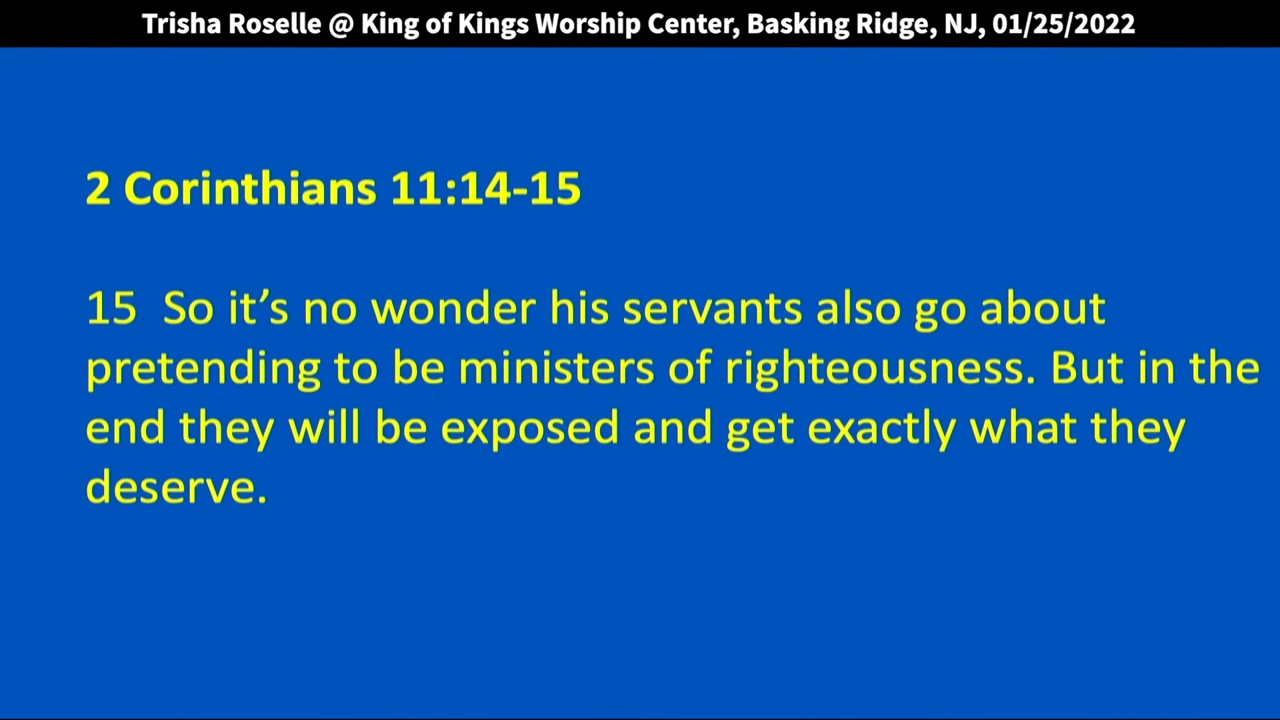 Trisha Roselle @ King of Kings Worship Center, Basking Ridge, NJ, 01/25/2022
2 Corinthians 11:14-15
15  So it’s no wonder his servants also go about
pretending to be ministers of righteousness. But in the
end they will be exposed and get exactly what they
deserve.